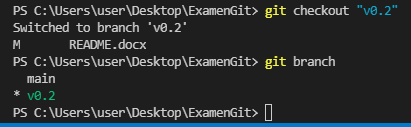 PS C:\Users\user\Desktop\ExamenGit> git checkout "v0.2"
Switched to branch 'v0.2'
M       README.docx
PS C:\Users\user\Desktop\ExamenGit> git branch
  main
* v0.2
PS C:\Users\user\Desktop\ExamenGit>